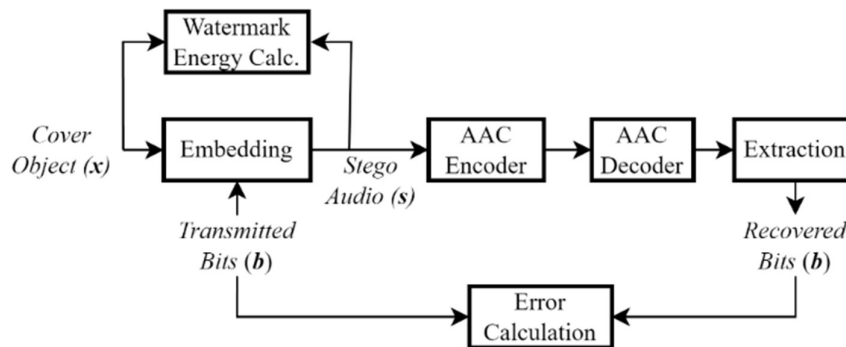 Watermark
Energy Calc.
Cover
Object (x)
Embedding
Stego
Audio (s)
AAC
Encoder
AAC
Decoder
Extraction
Transmitted
Bits (b)
Recovered
Bits (b)
Error
Calculation